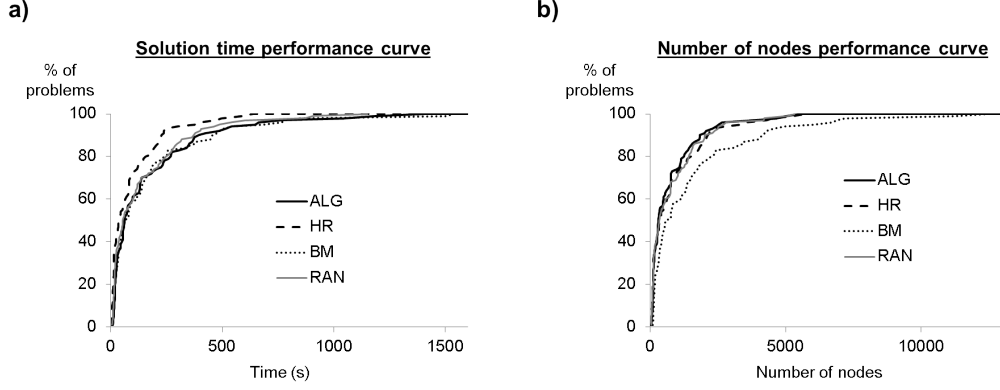 a)
Solution time performance curve
% of
problems
100
80
60
40
20
0
ALG
HR
BM
RAN
0 500 1000 1500
Time (s)
b)
Number of nodes performance curve
% of
problems
100
80
60
40
20
0
ALG
HR
BM
RAN
0 5000 10000
Number of nodes